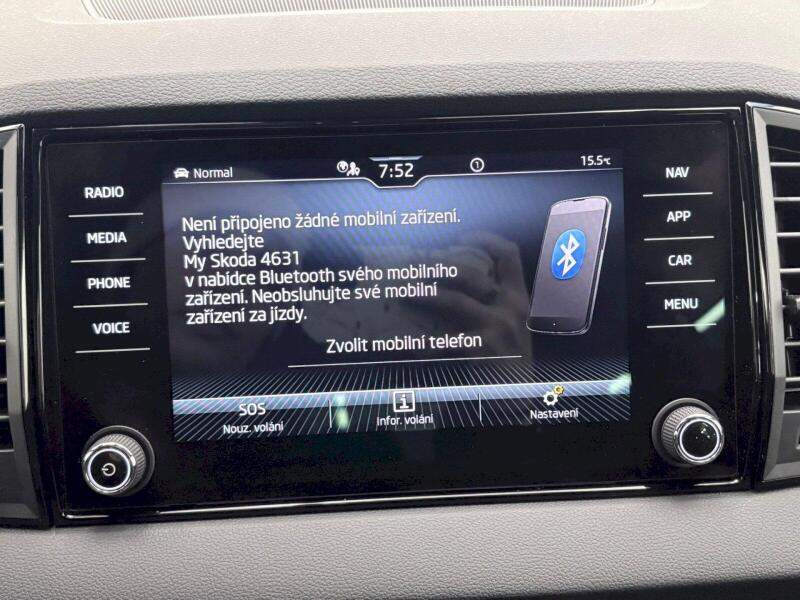 Normal
7:52
1
15.5°C
RADIO
MEDIA
PHONE
VOICE
Není připojeno žádné mobilní zařízení.
Vyhledejte
My Skoda 4631
v nabídce Bluetooth svého mobilního
zařízení. Neobsluhujte své mobilní
zařízení za jízdy.
Zvolit mobilní telefon
SOS
Nouz. volání
i
Infor. volání
Nastavení
NAV
APP
CAR
MENU